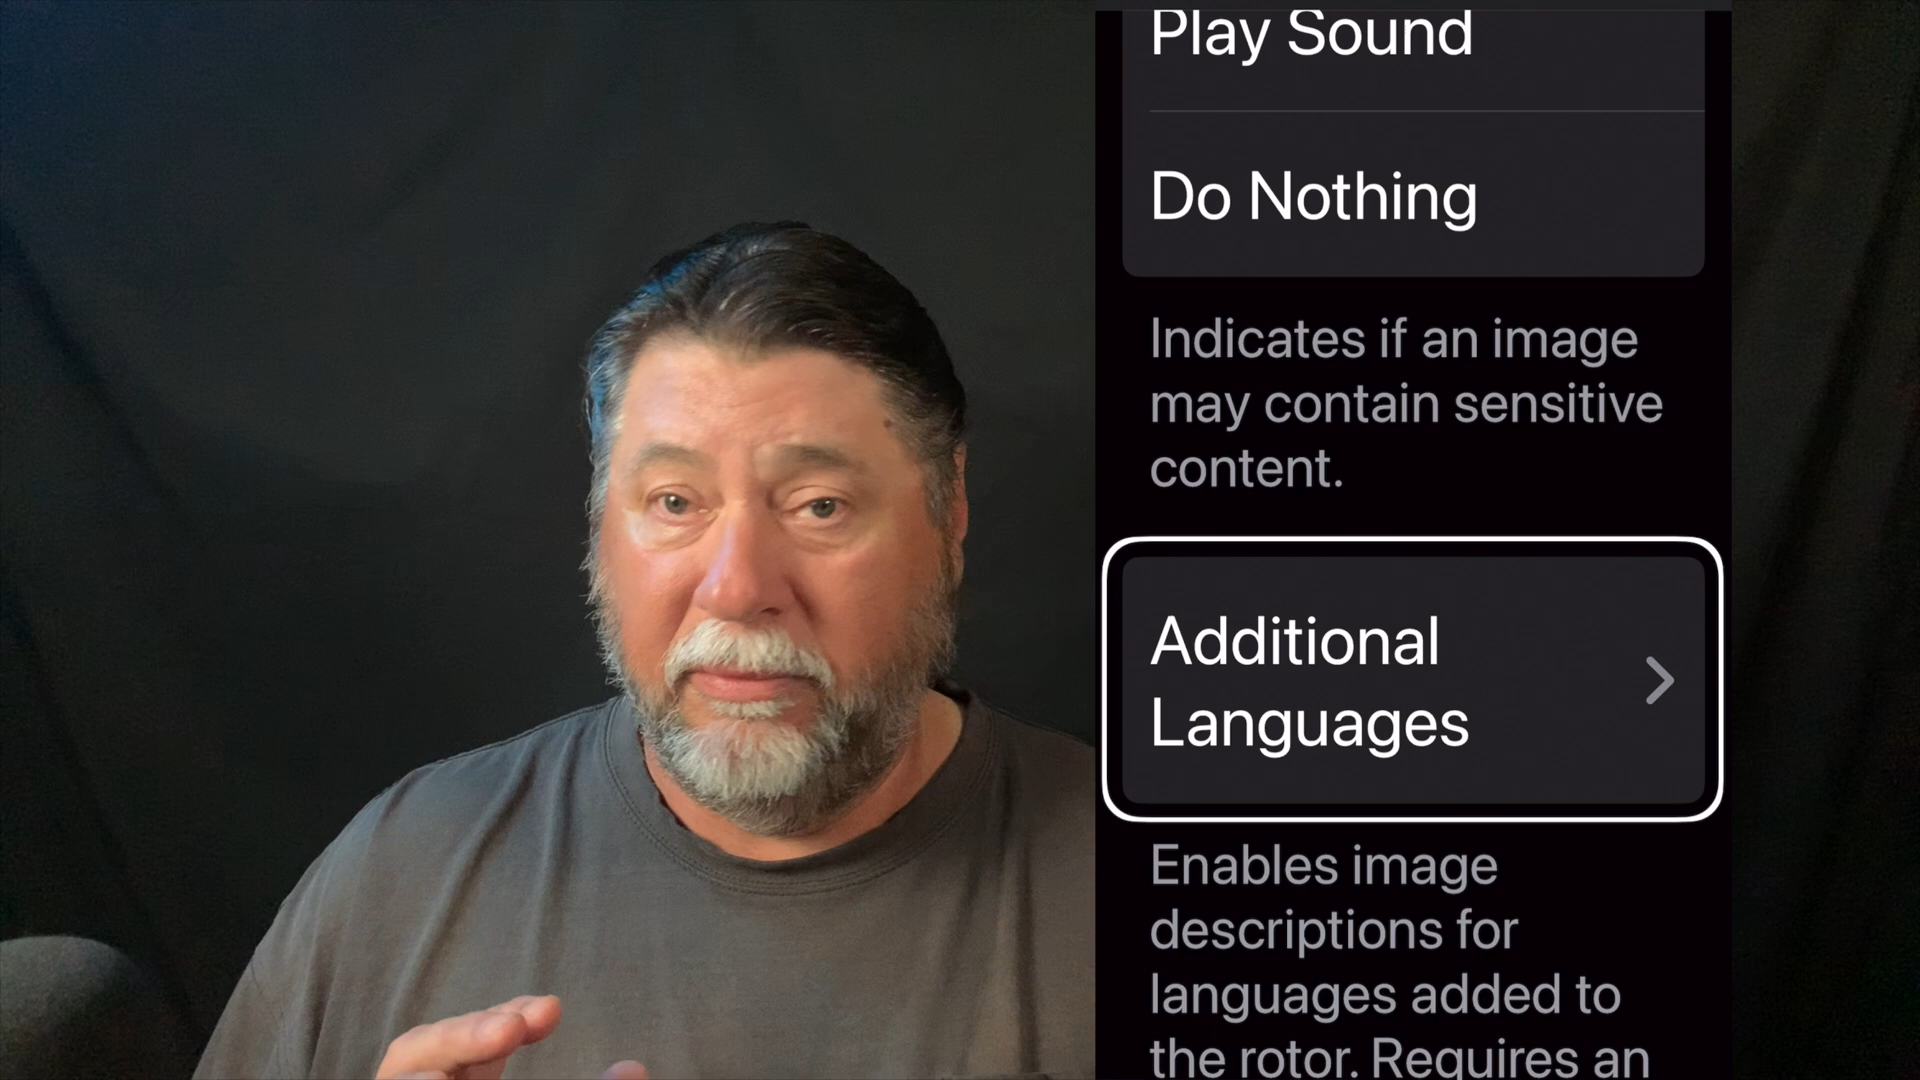 Play Sound
Do Nothing
Indicates if an image
may contain sensitive
content.
Additional
Languages
Enables image
descriptions for
languages added to
the rotor. Requires an